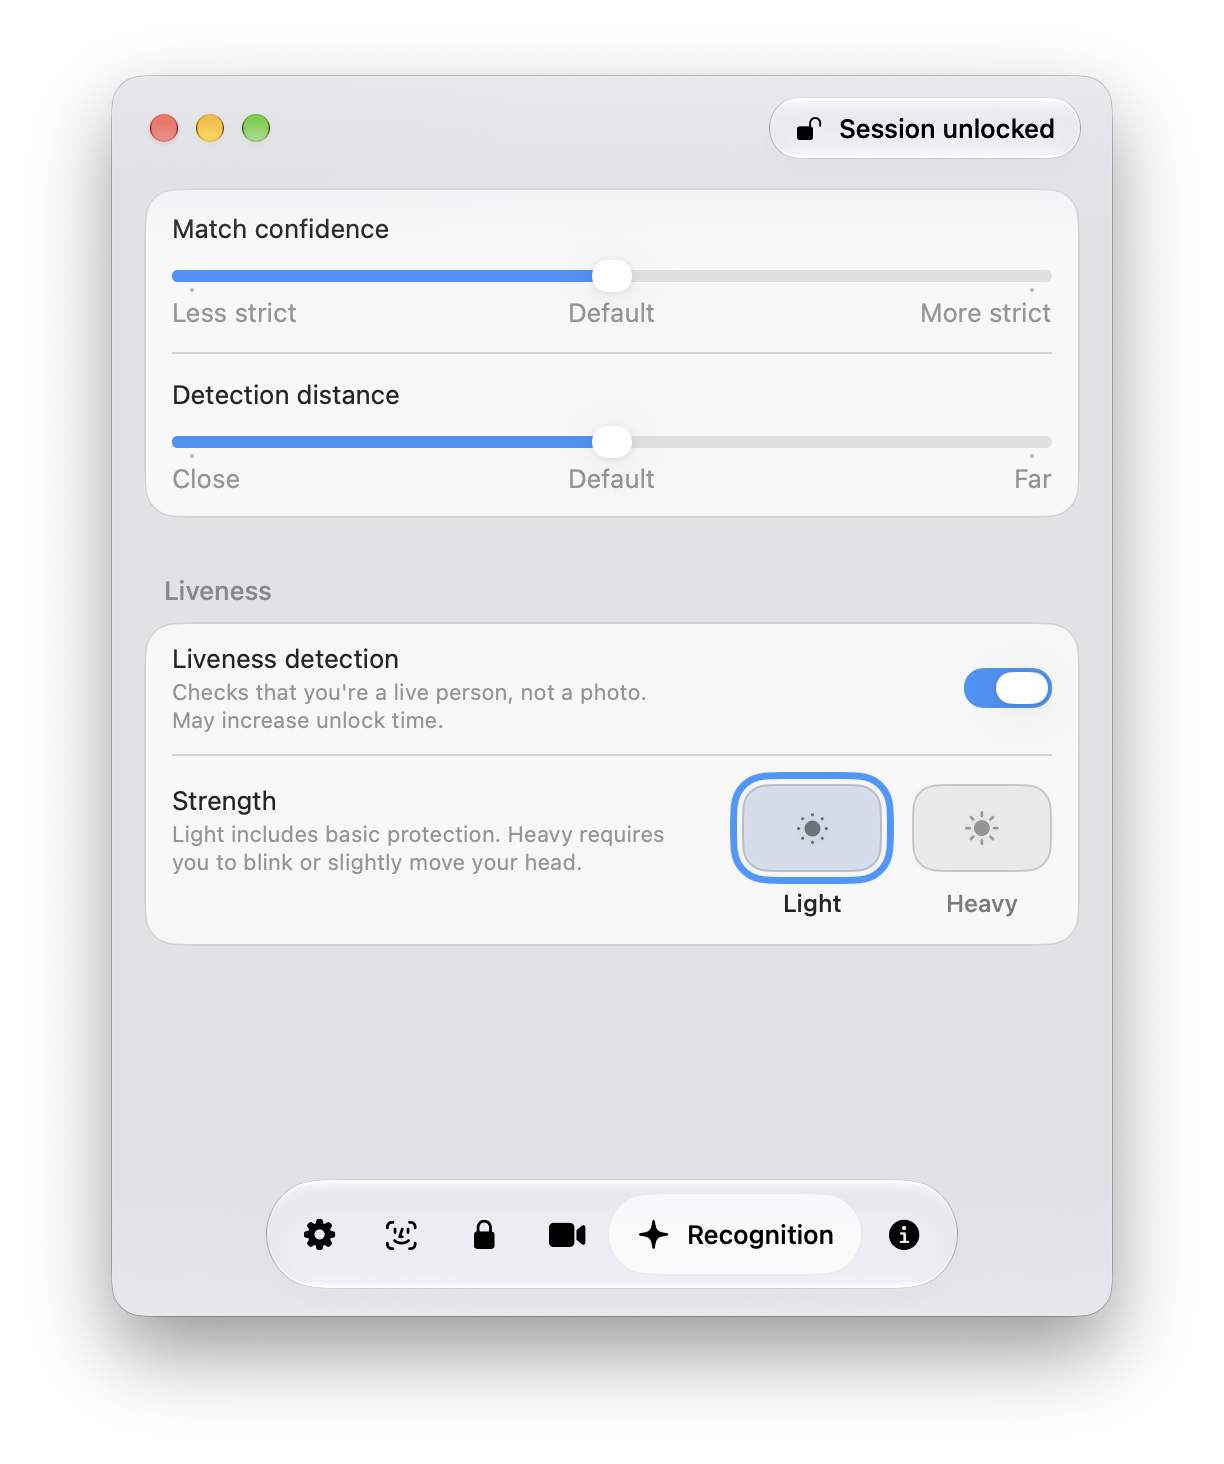 Session unlocked
Match confidence
Less strict Default More strict
Detection distance
Close Default Far
Liveness
Liveness detection
Checks that you're a live person, not a photo.
May increase unlock time.
Strength
Light includes basic protection. Heavy requires
you to blink or slightly move your head.
Light Heavy
Recognition